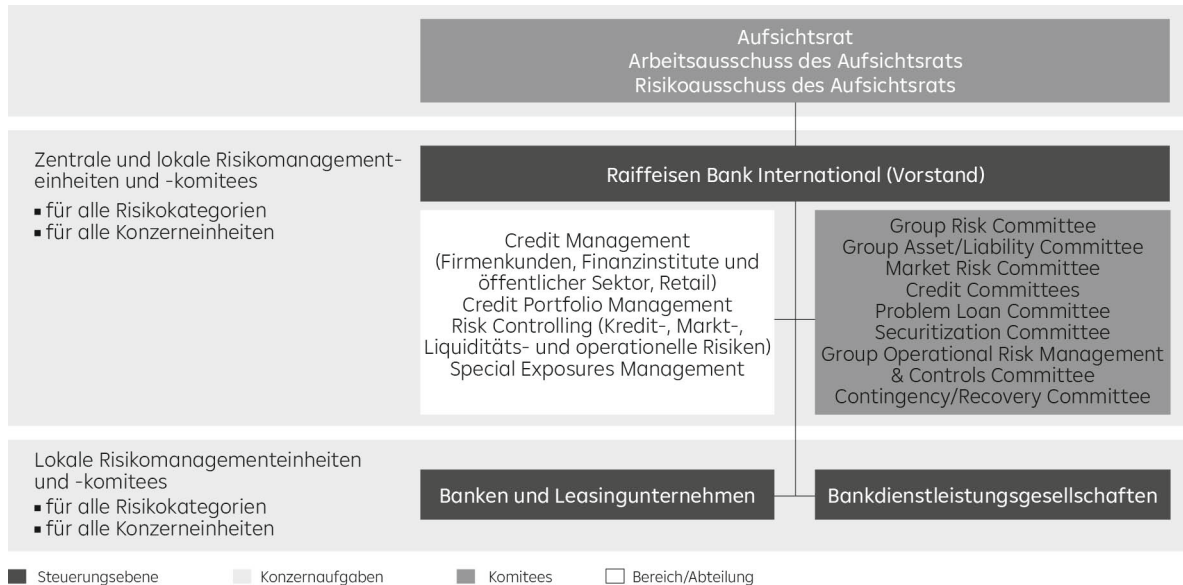 Aufsichtsrat
Arbeitsausschuss des Aufsichtsrats
Risikoausschuss des Aufsichtsrats
Zentrale und lokale Risikomanagement-
einheiten und -komitees
▪ für alle Risikokategorien
▪ für alle Konzerneinheiten
Raiffeisen Bank International (Vorstand)
Credit Management
(Firmenkunden, Finanzinstitute und
öffentlicher Sektor, Retail)
Credit Portfolio Management
Risk Controlling (Kredit-, Markt-,
Liquiditäts- und operationelle Risiken)
Special Exposures Management
Group Risk Committee
Group Asset/Liability Committee
Market Risk Committee
Credit Committees
Problem Loan Committee
Securitization Committee
Group Operational Risk Management
& Controls Committee
Contingency/Recovery Committee
Lokale Risikomanagementeinheiten
und -komitees
▪ für alle Risikokategorien
▪ für alle Konzerneinheiten
Banken und Leasingunternehmen
Bankdienstleistungsgesellschaften
Steuerungsebene
Konzernaufgaben
Komitees
Bereich/Abteilung